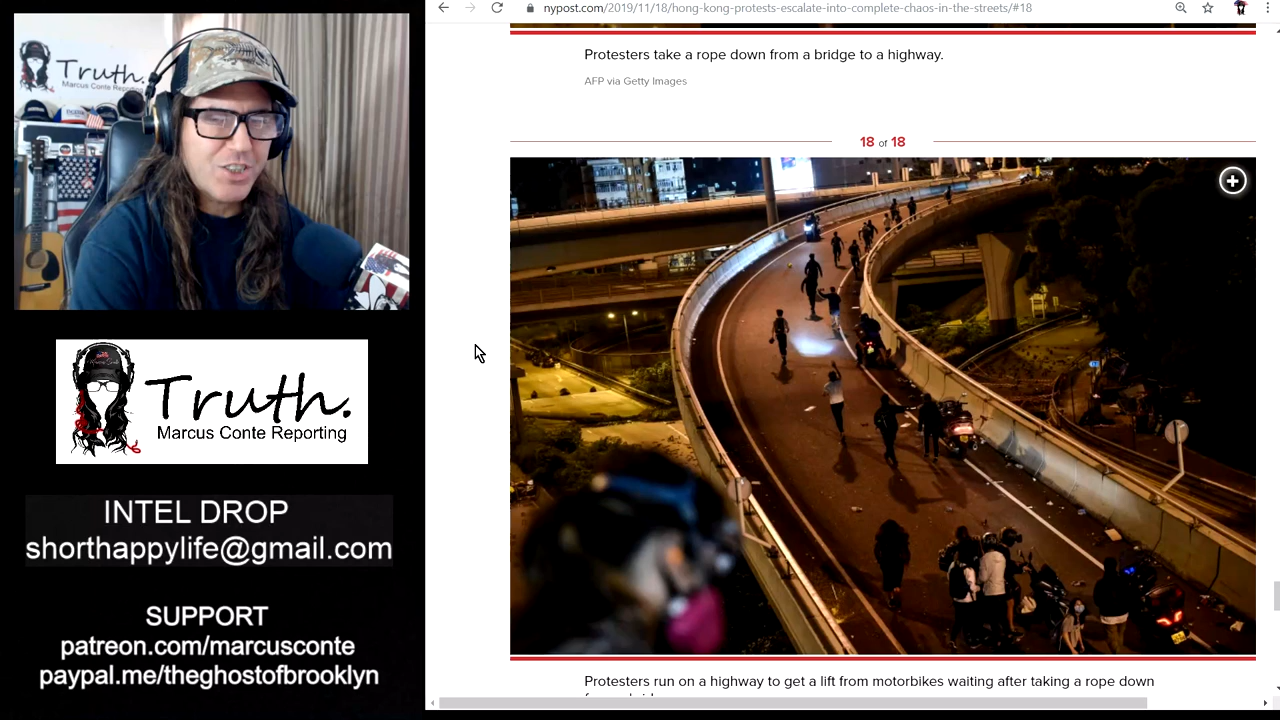 Truth.
Marcus Conte Reporting
Truth.
Marcus Conte Reporting
INTEL DROP
shorthappylife@gmail.com
SUPPORT
patreon.com/marcusconte
paypal.me/theghostofbrooklyn
nypost.com/2019/11/18/hong-kong-protests-escalate-into-complete-chaos-in-the-streets/#18
Protesters take a rope down from a bridge to a highway.
AFP via Getty Images
18 of 18
Protesters run on a highway to get a lift from motorbikes waiting after taking a rope down